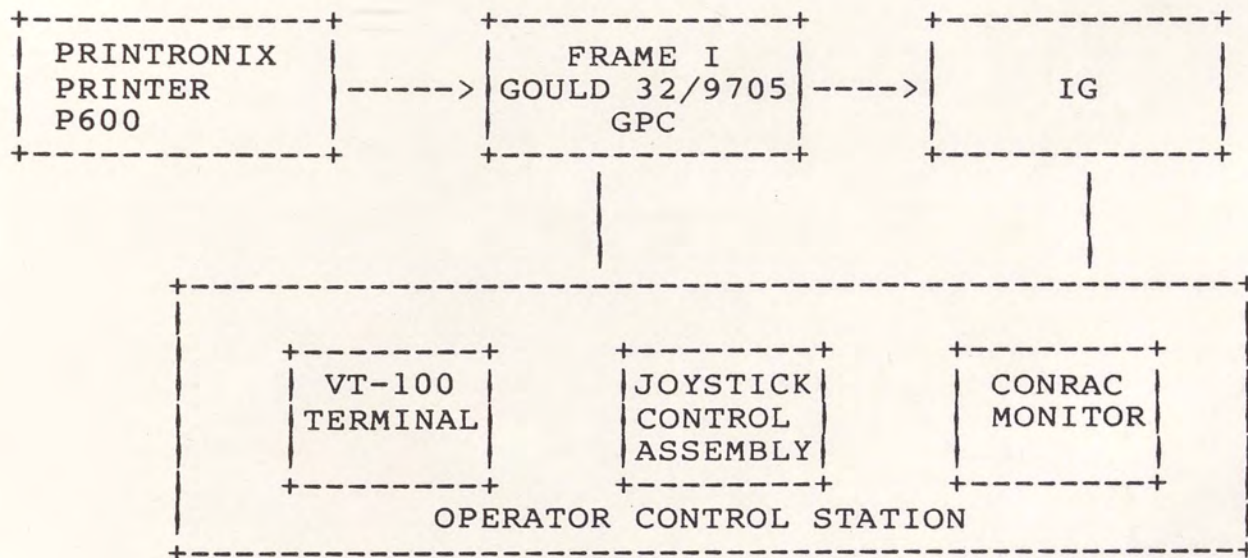 PRINTRONIX
PRINTER
P600
FRAME I
GOULD 32/9705
GPC
IG
VT-100
TERMINAL
JOYSTICK
CONTROL
ASSEMBLY
CONRAC
MONITOR
OPERATOR CONTROL STATION